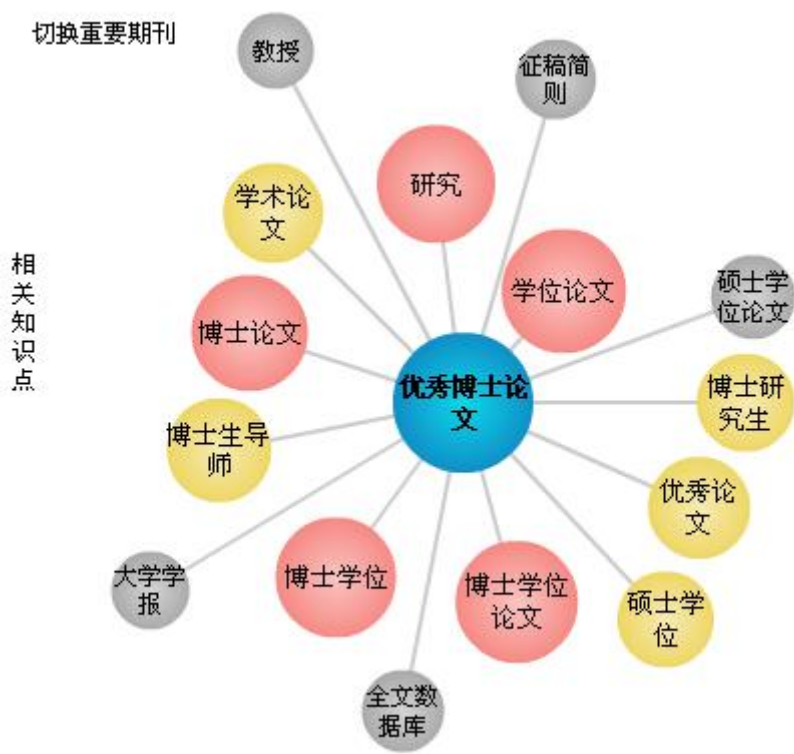 切换重要期刊
教授
征稿简
则
研究
学术论
文
学位论文
硕士学
位论文
博士论文
优秀博士论
文
博士研
究生
博士生导
师
优秀论
文
大学学
报
博士学位
博士学位
论文
硕士学
位
全文数
据库
相
关
知
识
点